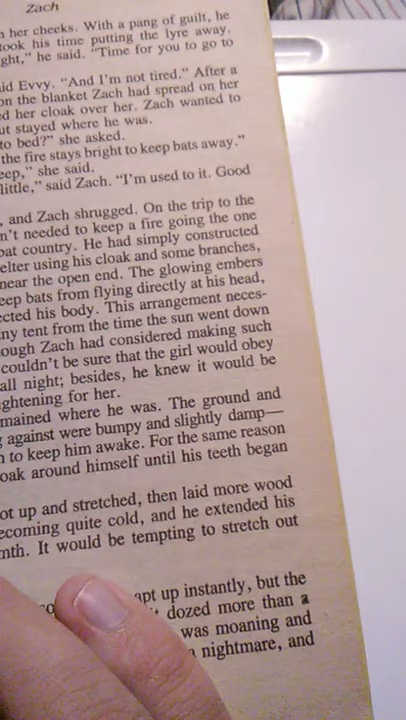 Zach
her cheeks. With a pang of guilt, he
took his time putting the lyre away.
ght," he said. "Time for you to go to
id Evvy. "And I'm not tired." After a
on the blanket Zach had spread on her
ed her cloak over her. Zach wanted to
ut stayed where he was.
to bed?" she asked.
the fire stays bright to keep bats away."
eep," she said.
little," said Zach. "I'm used to it. Good
, and Zach shrugged. On the trip to the
n't needed to keep a fire going the one
bat country. He had simply constructed
elter using his cloak and some branches,
near the open end. The glowing embers
eep bats from flying directly at his head,
ected his body. This arrangement neces-
ny tent from the time the sun went down
ough Zach had considered making such
couldn't be sure that the girl would obey
all night; besides, he knew it would be
ghtening for her.
mained where he was. The ground and
g against were bumpy and slightly damp—
h to keep him awake. For the same reason
oak around himself until his teeth began
ot up and stretched, then laid more wood
ecoming quite cold, and he extended his
mth. It would be tempting to stretch out
apt up instantly, but the
dozed more than a
was moaning and
nightmare, and